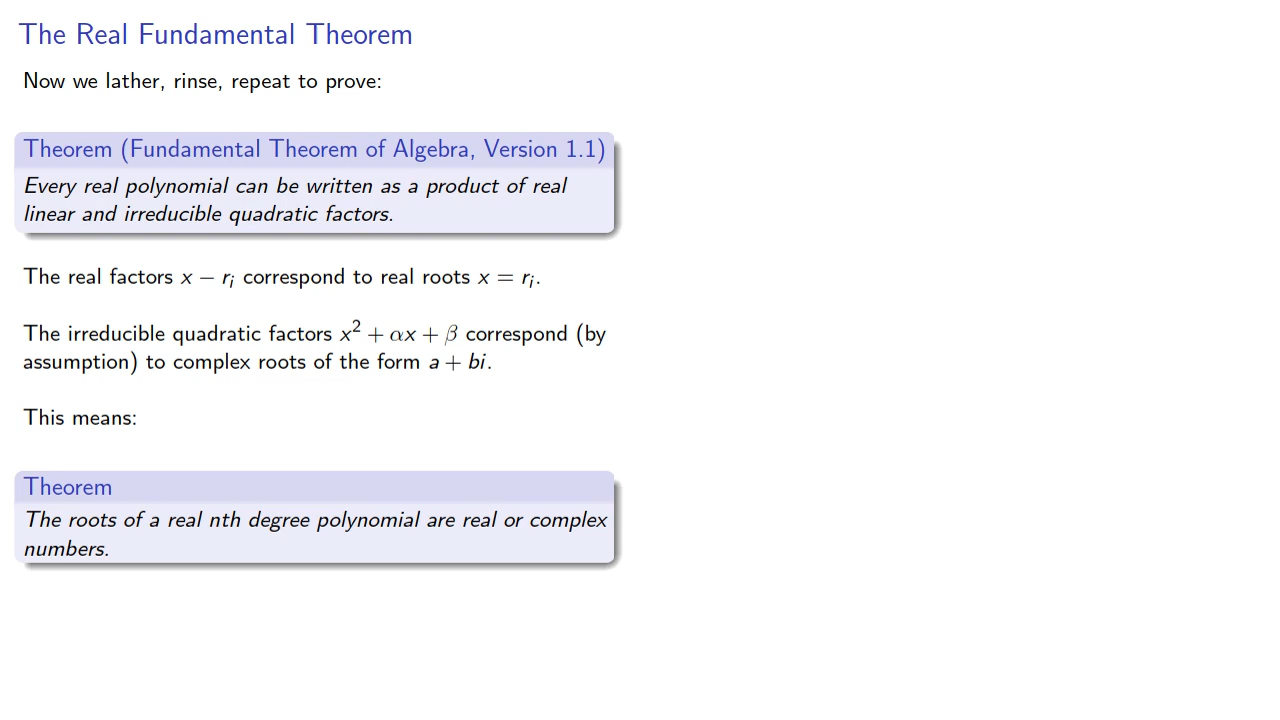 The Real Fundamental Theorem
Now we lather, rinse, repeat to prove:
Theorem (Fundamental Theorem of Algebra, Version 1.1)
Every real polynomial can be written as a product of real
linear and irreducible quadratic factors.
The real factors x − rᵢ correspond to real roots x = rᵢ.
The irreducible quadratic factors x² + αx + β correspond (by
assumption) to complex roots of the form a + bi.
This means:
Theorem
The roots of a real nth degree polynomial are real or complex
numbers.